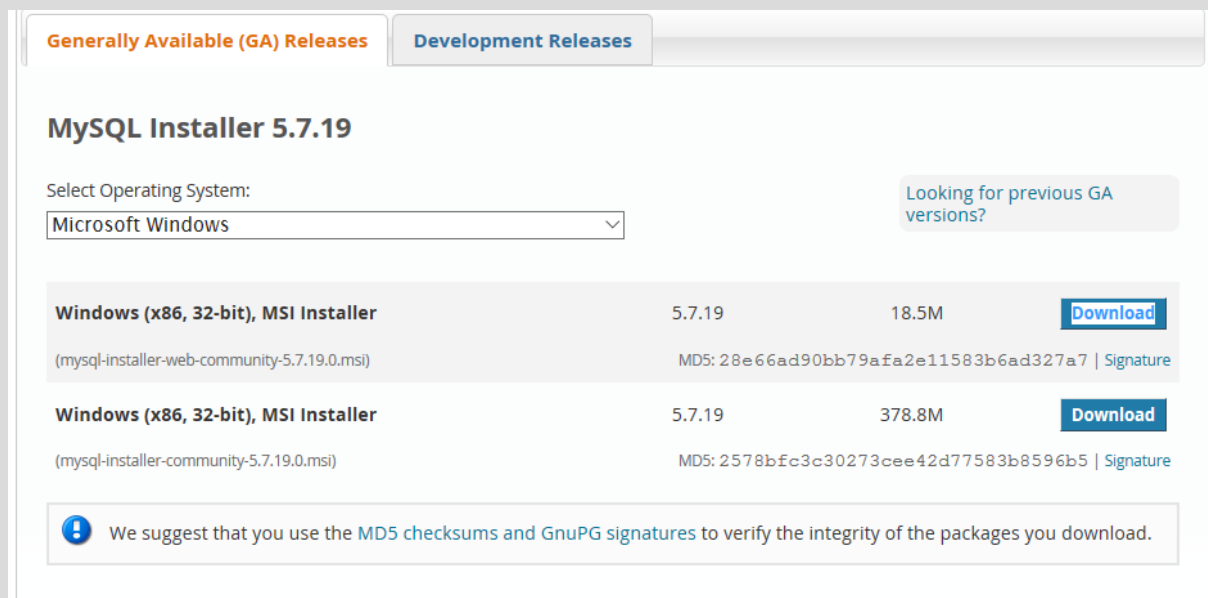 Generally Available (GA) Releases
Development Releases
MySQL Installer 5.7.19
Select Operating System:
Microsoft Windows
Looking for previous GA
versions?
Windows (x86, 32-bit), MSI Installer 5.7.19 18.5M Download
(mysql-installer-web-community-5.7.19.0.msi) MD5: 28e66ad90bb79afa2e11583b6ad327a7 | Signature
Windows (x86, 32-bit), MSI Installer 5.7.19 378.8M Download
(mysql-installer-community-5.7.19.0.msi) MD5: 2578bfc3c30273cee42d77583b8596b5 | Signature
We suggest that you use the MD5 checksums and GnuPG signatures to verify the integrity of the packages you download.